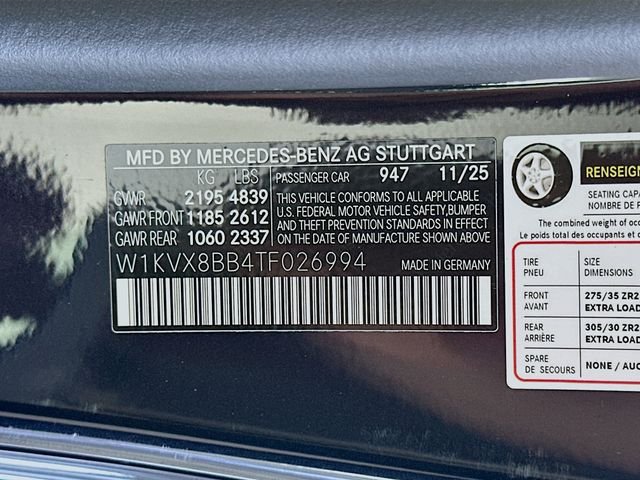 MFD BY MERCEDES-BENZ AG STUTTGART
KG LBS PASSENGER CAR 947 11/25
GVWR 2195 4839
GAWR FRONT 1185 2612
GAWR REAR 1060 2337
THIS VEHICLE CONFORMS TO ALL APPLICABLE
U.S. FEDERAL MOTOR VEHICLE SAFETY,BUMPER
AND THEFT PREVENTION STANDARDS
IN EFFECT ON
THE DATE OF MANUFACTURE SHOWN ABOVE.
W1KVX8BB4TF026994 MADE IN GERMANY
RENSEIGN
SEATING CAPA
NOMBRE DE P
The combined weight of occup
Le poids total des occupants et d
TIRE SIZE
PNEU DIMENSIONS
FRONT 275/35 ZR2
AVANT EXTRA LOAD
REAR 305/30 ZR2
ARRIÈRE EXTRA LOAD
SPARE NONE / AUC
DE SECOURS